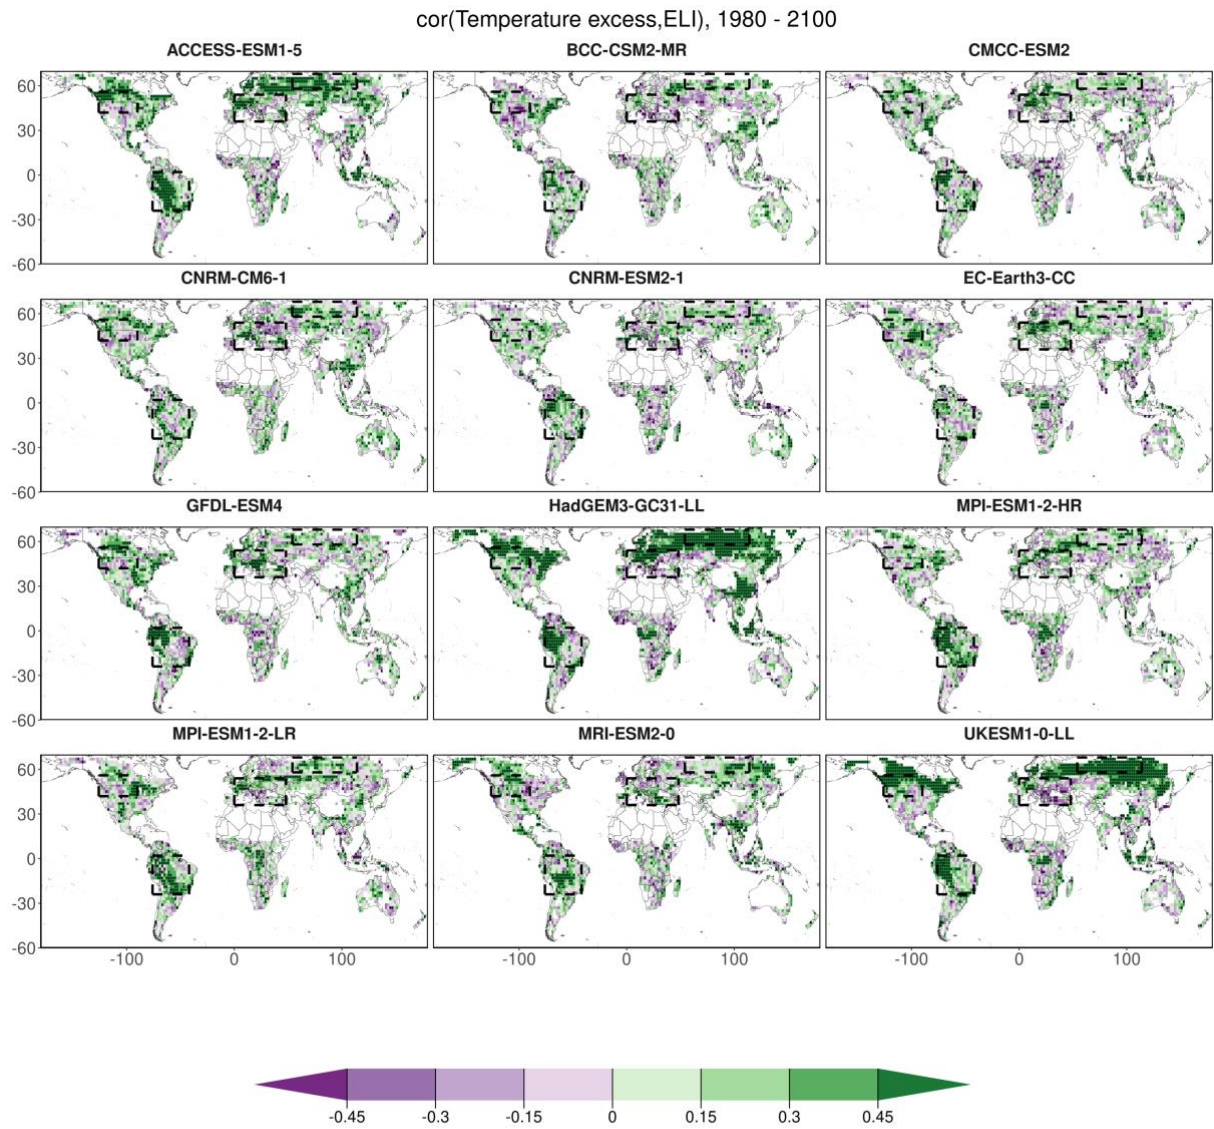 cor(Temperature excess,ELI), 1980 - 2100
ACCESS-ESM1-5 BCC-CSM2-MR CMCC-ESM2
60
30
0
-30
-60
CNRM-CM6-1 CNRM-ESM2-1 EC-Earth3-CC
60
30
0
-30
-60
GFDL-ESM4 HadGEM3-GC31-LL MPI-ESM1-2-HR
60
30
0
-30
-60
MPI-ESM1-2-LR MRI-ESM2-0 UKESM1-0-LL
60
30
0
-30
-60
-100 0 100 -100 0 100 -100 0 100
-0.45 -0.3 -0.15 0 0.15 0.3 0.45